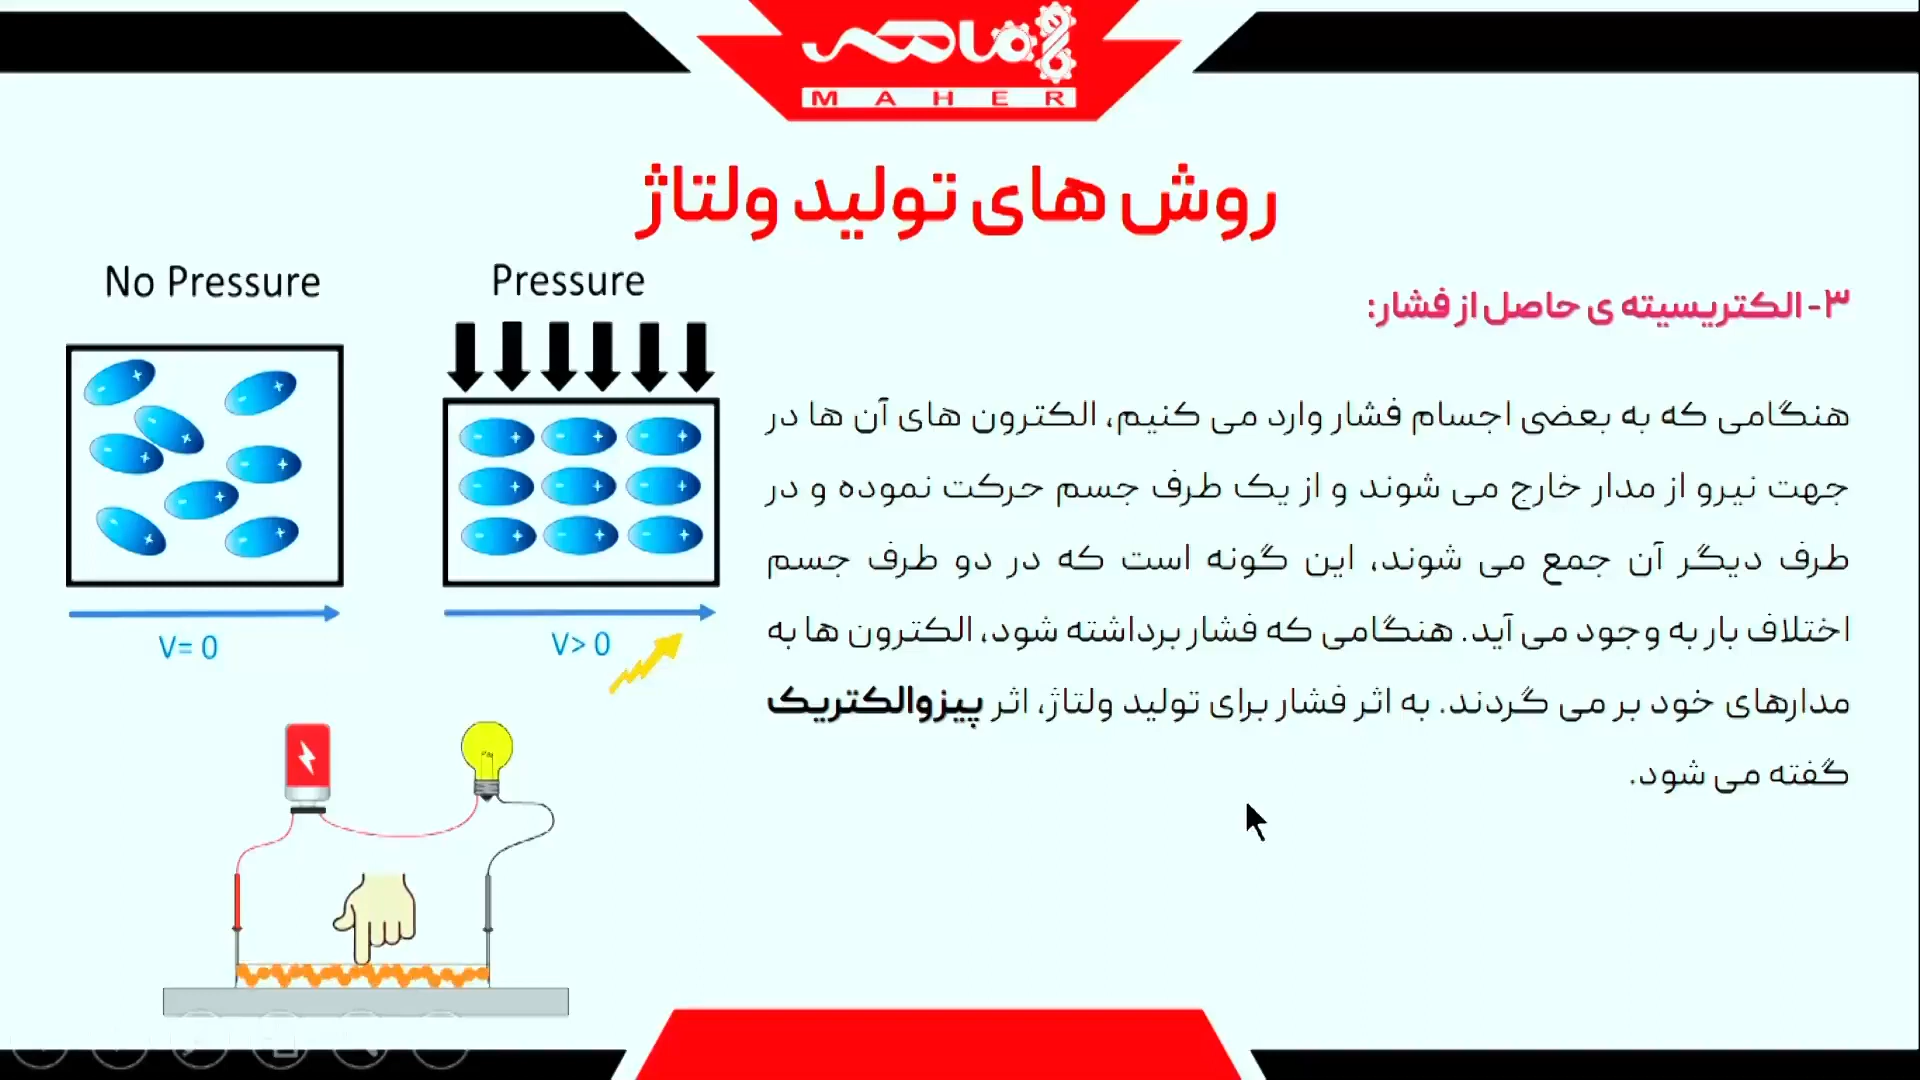 ماهر
MAHER
روش های تولید ولتاژ
۳- الکتریسیته ی حاصل از فشار:
هنگامی که به بعضی اجسام فشار وارد می کنیم، الکترون های آن ها در
جهت نیرو از مدار خارج می شوند و از یک طرف جسم حرکت نموده و در
طرف دیگر آن جمع می شوند، این گونه است که در دو طرف جسم
اختلاف بار به وجود می آید. هنگامی که فشار برداشته شود، الکترون ها به
مدارهای خود بر می گردند. به اثر فشار برای تولید ولتاژ، اثر پیزوالکتریک
گفته می شود.
No Pressure
V= 0
Pressure
V> 0